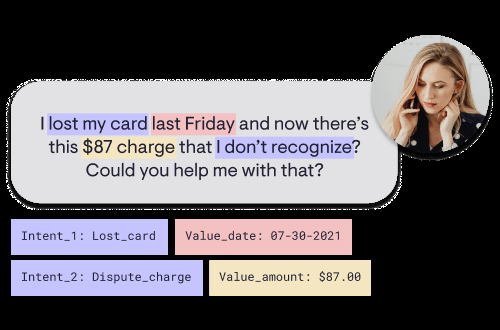 I lost my card last Friday and now there's
this $87 charge that I don't recognize?
Could you help me with that?
Intent_1: Lost_card Value_date: 07-30-2021
Intent_2: Dispute_charge Value_amount: $87.00